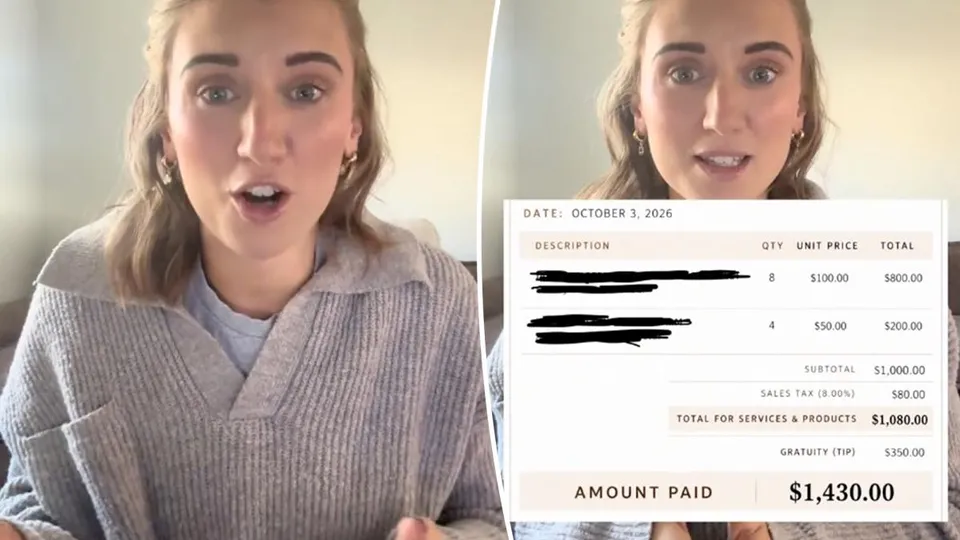 DATE: OCTOBER 3, 2026
DESCRIPTION QTY UNIT PRICE TOTAL
8 $100.00 $800.00
4 $50.00 $200.00
SUBTOTAL $1,000.00
SALES TAX (8.00%) $80.00
TOTAL FOR SERVICES & PRODUCTS $1,080.00
GRATUITY (TIP) $350.00
AMOUNT PAID $1,430.00